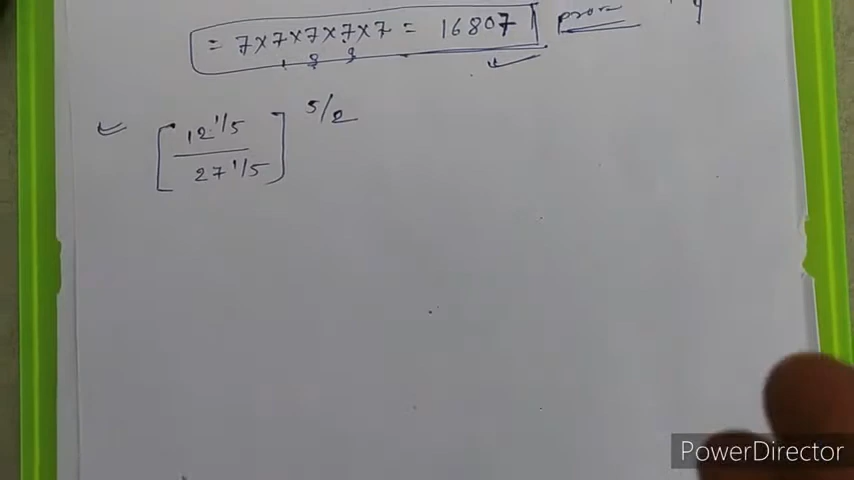 = 7×7×7×7×7 = 16807
[12^1/5 / 27^1/5]^5/2
PowerDirector